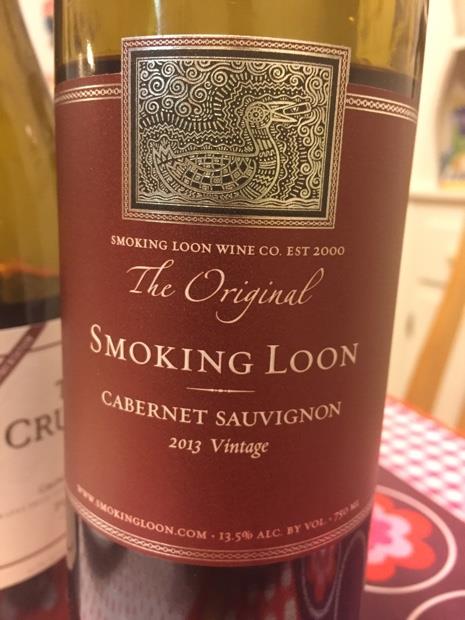 SMOKING LOON WINE CO. EST 2000
The Original
SMOKING LOON
CABERNET SAUVIGNON
2013 Vintage
WWW.SMOKINGLOON.COM · 13.5% ALC. BY VOL. · 750 ML